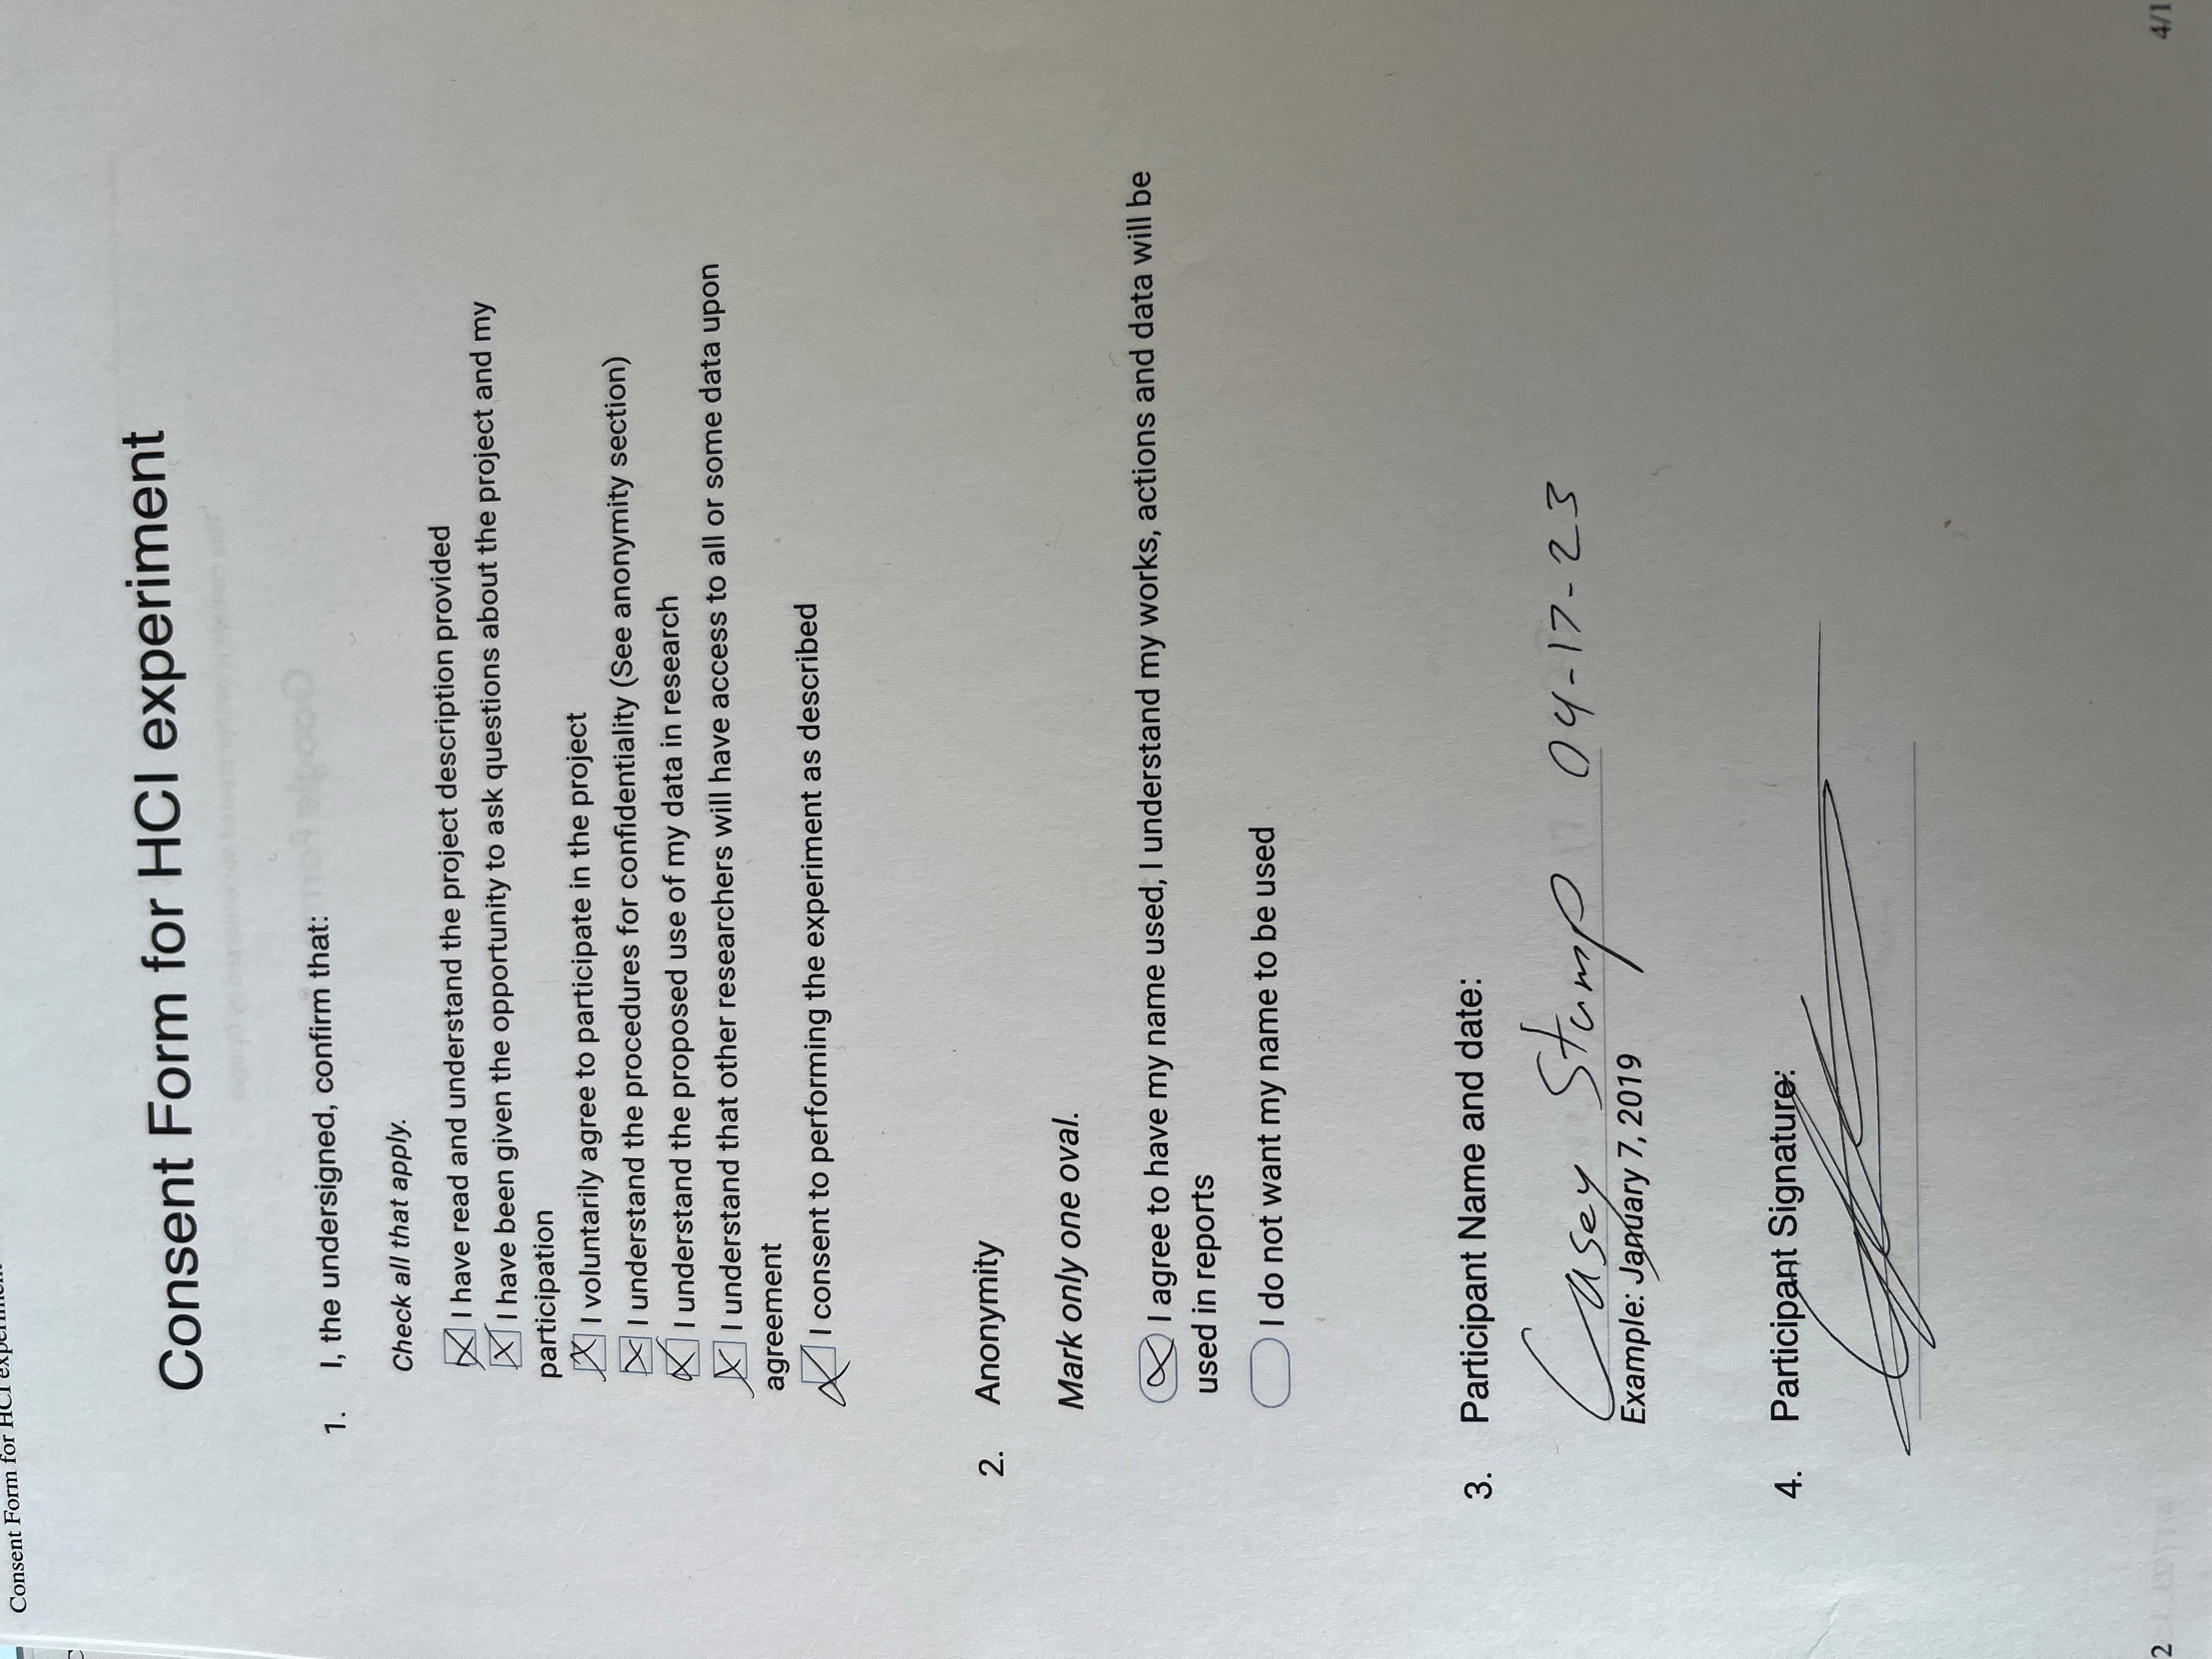 Consent Form for HCI experiment
Consent Form for HCI experiment
1. I, the undersigned, confirm that:
Check all that apply.
I have read and understand the project description provided
I have been given the opportunity to ask questions about the project and my
participation
I voluntarily agree to participate in the project
I understand the procedures for confidentiality (See anonymity section)
I understand the proposed use of my data in research
I understand that other researchers will have access to all or some data upon
agreement
I consent to performing the experiment as described
2. Anonymity
Mark only one oval.
I agree to have my name used, I understand my works, actions and data will be
used in reports
I do not want my name to be used
3. Participant Name and date:
Casey Stump 04-17-23
Example: January 7, 2019
4. Participant Signature:
2 4/1